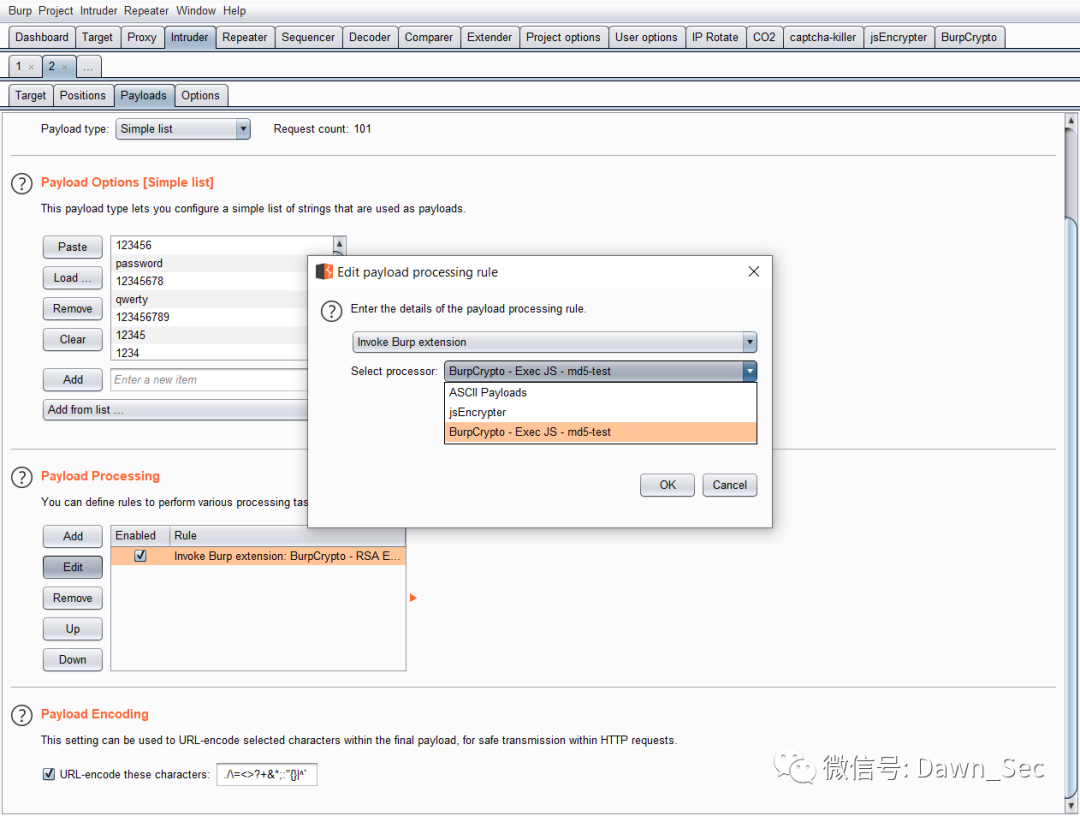 Burp Project Intruder Repeater Window Help
Dashboard Target Proxy Intruder Repeater Sequencer Decoder Comparer Extender Project options User options IP Rotate CO2 captcha-killer jsEncrypter BurpCrypto
1 × 2 × ...
Target Positions Payloads Options
Payload type: Simple list Request count: 101
? Payload Options [Simple list]
This payload type lets you configure a simple list of strings that are used as payloads.
Paste
Load ...
Remove
Clear
123456
password
12345678
qwerty
123456789
12345
1234
Add Enter a new item
Add from list ...
Edit payload processing rule
? Enter the details of the payload processing rule.
Invoke Burp extension
Select processor: BurpCrypto - Exec JS - md5-test
ASCII Payloads
jsEncrypter
BurpCrypto - Exec JS - md5-test
OK Cancel
? Payload Processing
You can define rules to perform various processing tas
Add
Edit
Remove
Up
Down
Enabled Rule
Invoke Burp extension: BurpCrypto - RSA E...
? Payload Encoding
This setting can be used to URL-encode selected characters within the final payload, for safe transmission within HTTP requests.
URL-encode these characters: ./\=<>?+&*;:"{}|^`
微信号: Dawn_Sec